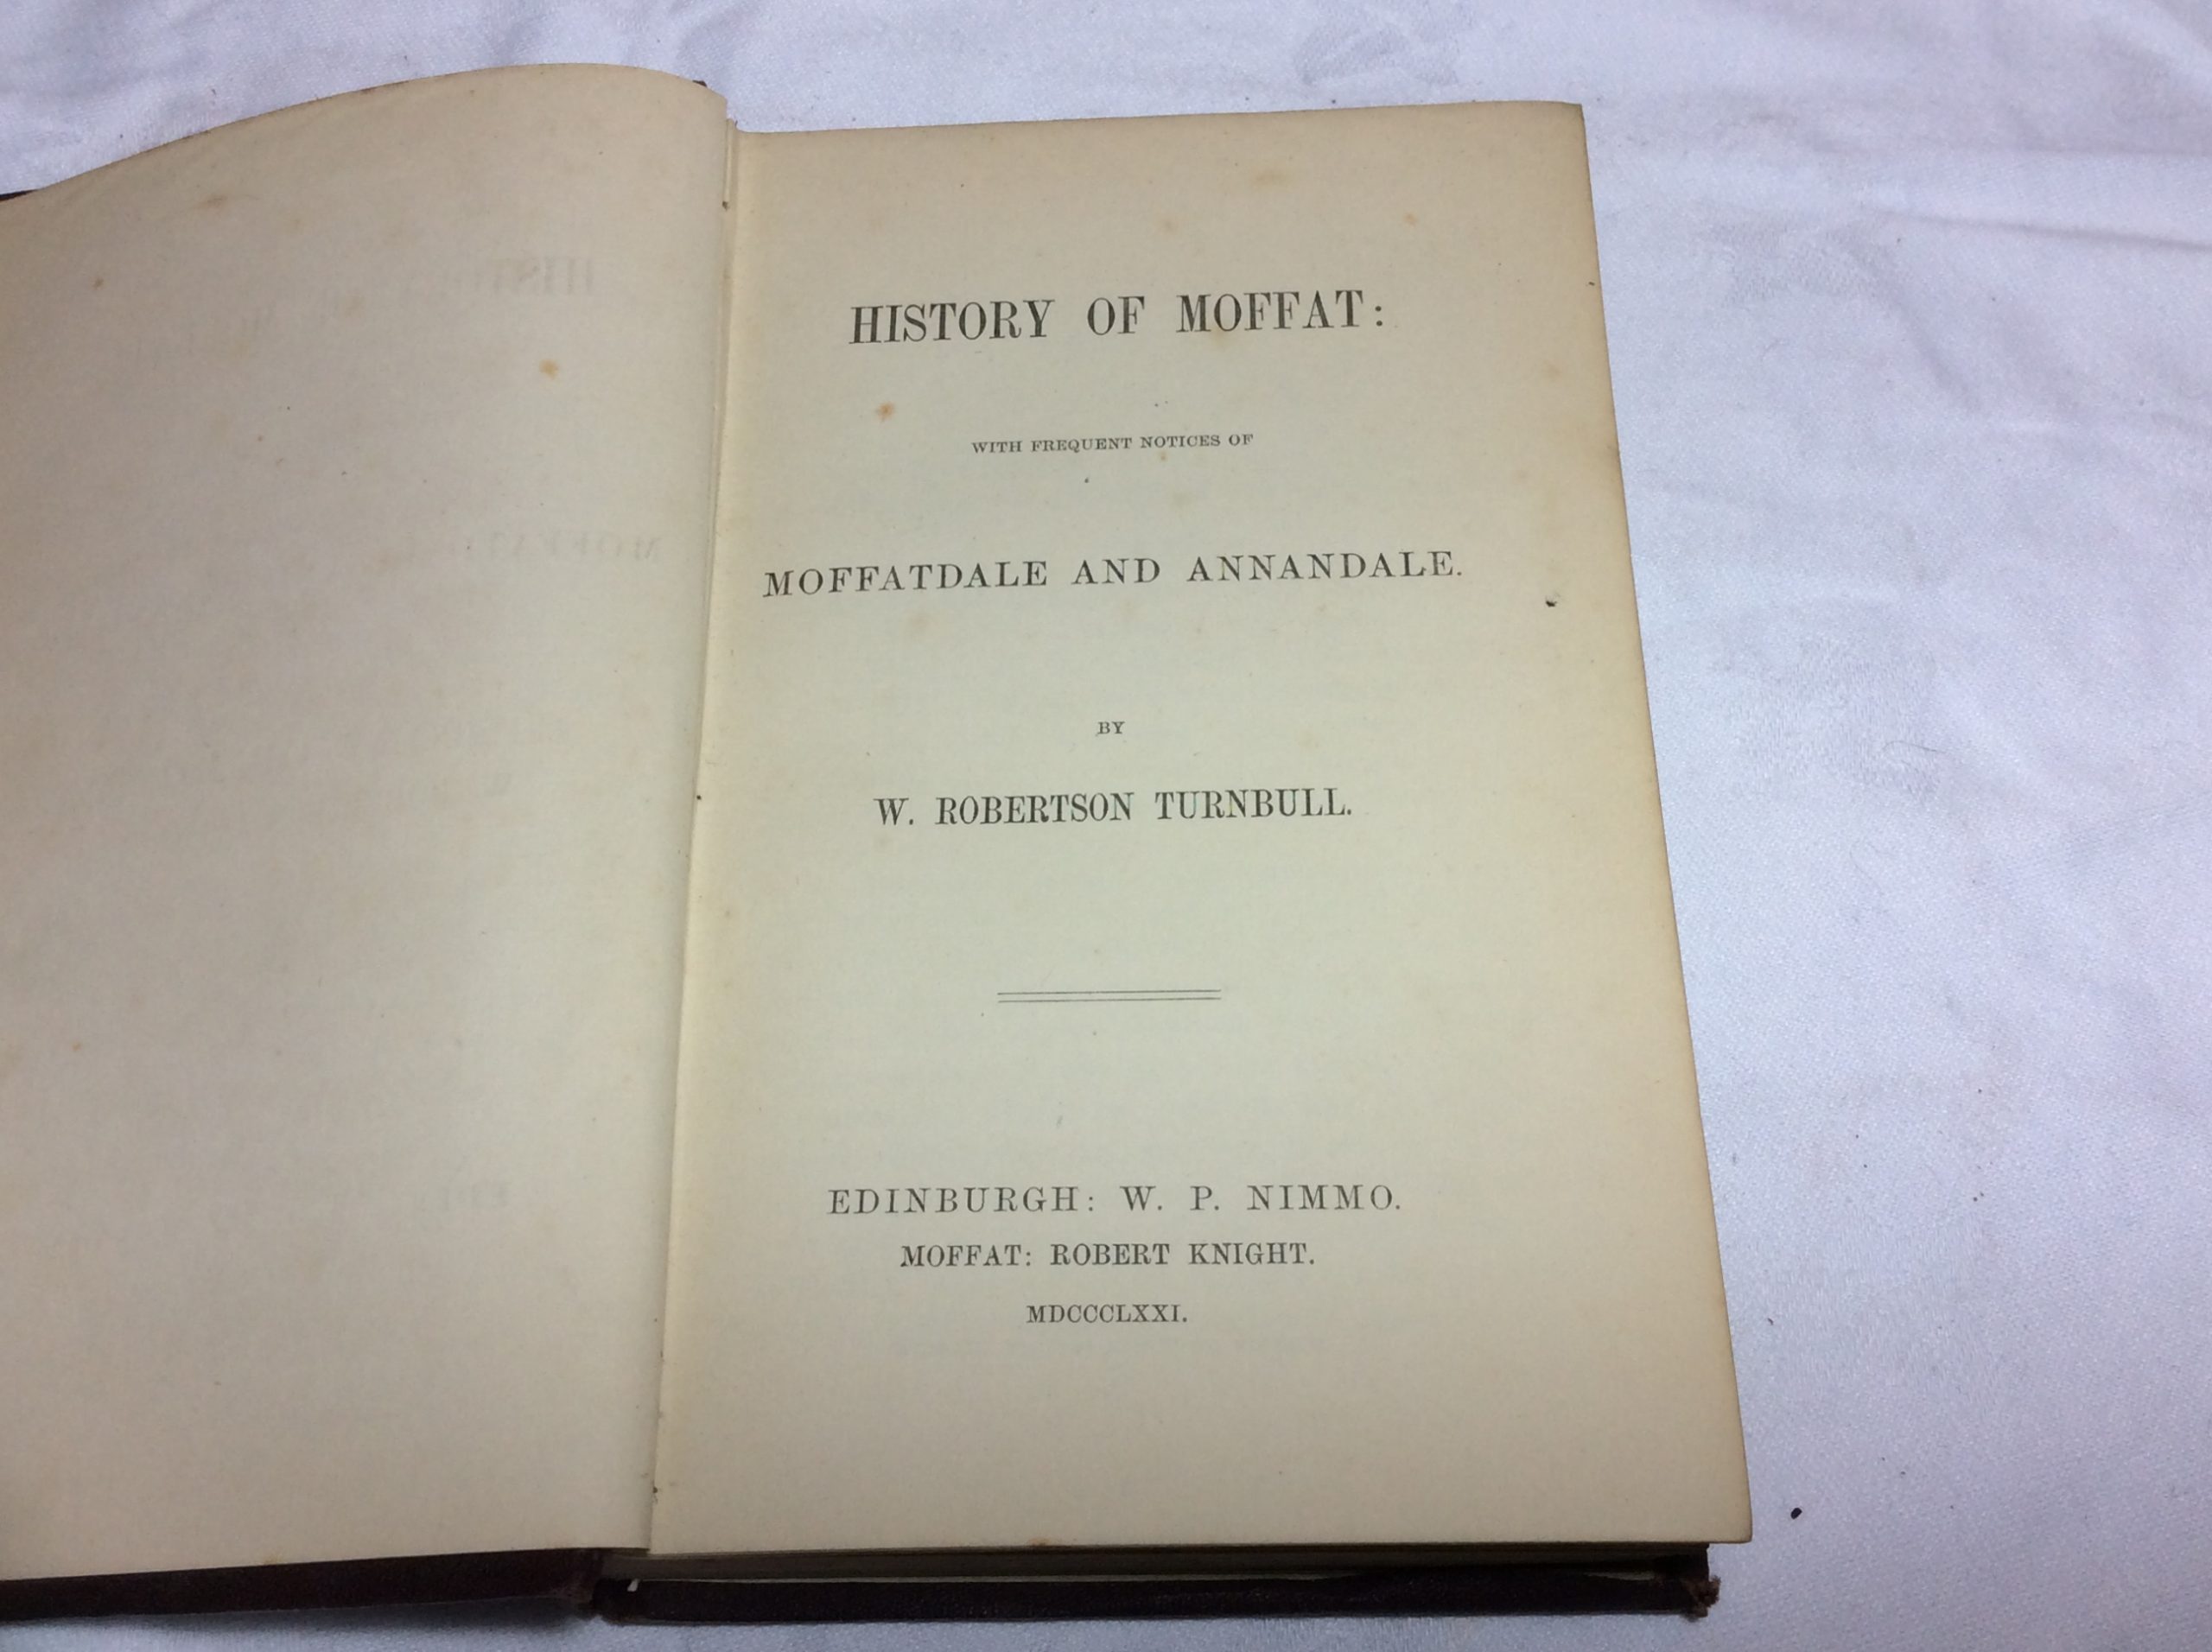 HISTORY OF MOFFAT:
WITH FREQUENT NOTICES OF
MOFFATDALE AND ANNANDALE.
BY
W. ROBERTSON TURNBULL.
EDINBURGH: W. P. NIMMO.
MOFFAT: ROBERT KNIGHT.
MDCCCLXXI.